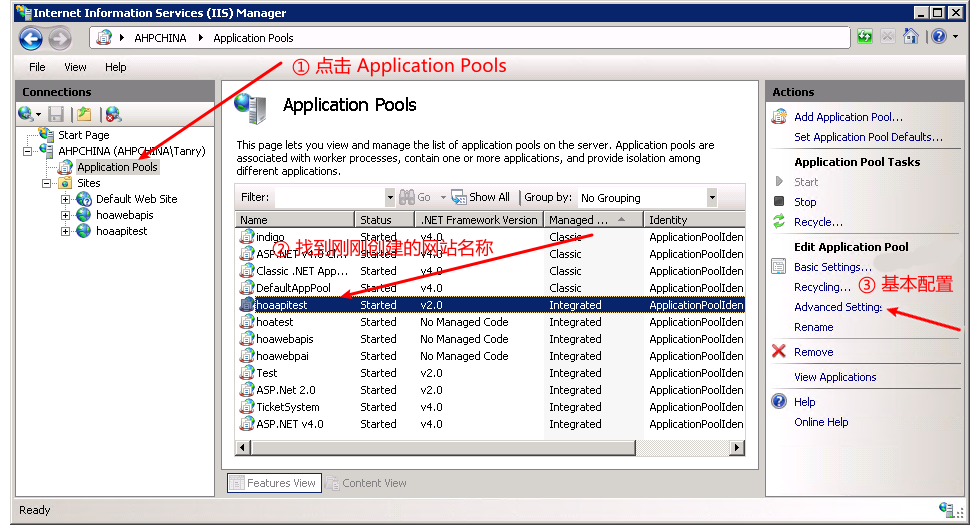 Internet Information Services (IIS) Manager
AHPCHINA Application Pools
File View Help
① 点击 Application Pools
Connections
Start Page
AHPCHINA (AHPCHINA\Tanry)
Application Pools
Sites
Default Web Site
hoawebapis
hoaapitest
Application Pools
This page lets you view and manage the list of application pools on the server. Application pools are
associated with worker processes, contain one or more applications, and provide isolation among
different applications.
Filter: Go Show All Group by: No Grouping
Name Status .NET Framework Version Managed ... Identity
indigo Started v4.0 Classic ApplicationPoolIden
② 找到刚刚创建的网站名称
ASP.NET v4.0 Cl... Started v4.0 Classic ApplicationPoolIden
Classic .NET App... Started v4.0 Classic ApplicationPoolIden
DefaultAppPool Started v4.0 Classic ApplicationPoolIden
hoaapitest Started v2.0 Integrated ApplicationPoolIden
hoatest Started No Managed Code Integrated ApplicationPoolIden
hoawebapis Started No Managed Code Integrated ApplicationPoolIden
hoawebpai Started No Managed Code Integrated ApplicationPoolIden
Test Started v2.0 Integrated ApplicationPoolIden
ASP.Net 2.0 Started v2.0 Integrated ApplicationPoolIden
TicketSystem Started v4.0 Integrated ApplicationPoolIden
ASP.NET v4.0 Started v4.0 Integrated ApplicationPoolIden
Features View Content View
Actions
Add Application Pool...
Set Application Pool Defaults...
Application Pool Tasks
Start
Stop
Recycle...
Edit Application Pool
Basic Settings...
Recycling...
③ 基本配置
Advanced Setting
Rename
Remove
View Applications
Help
Online Help
Ready